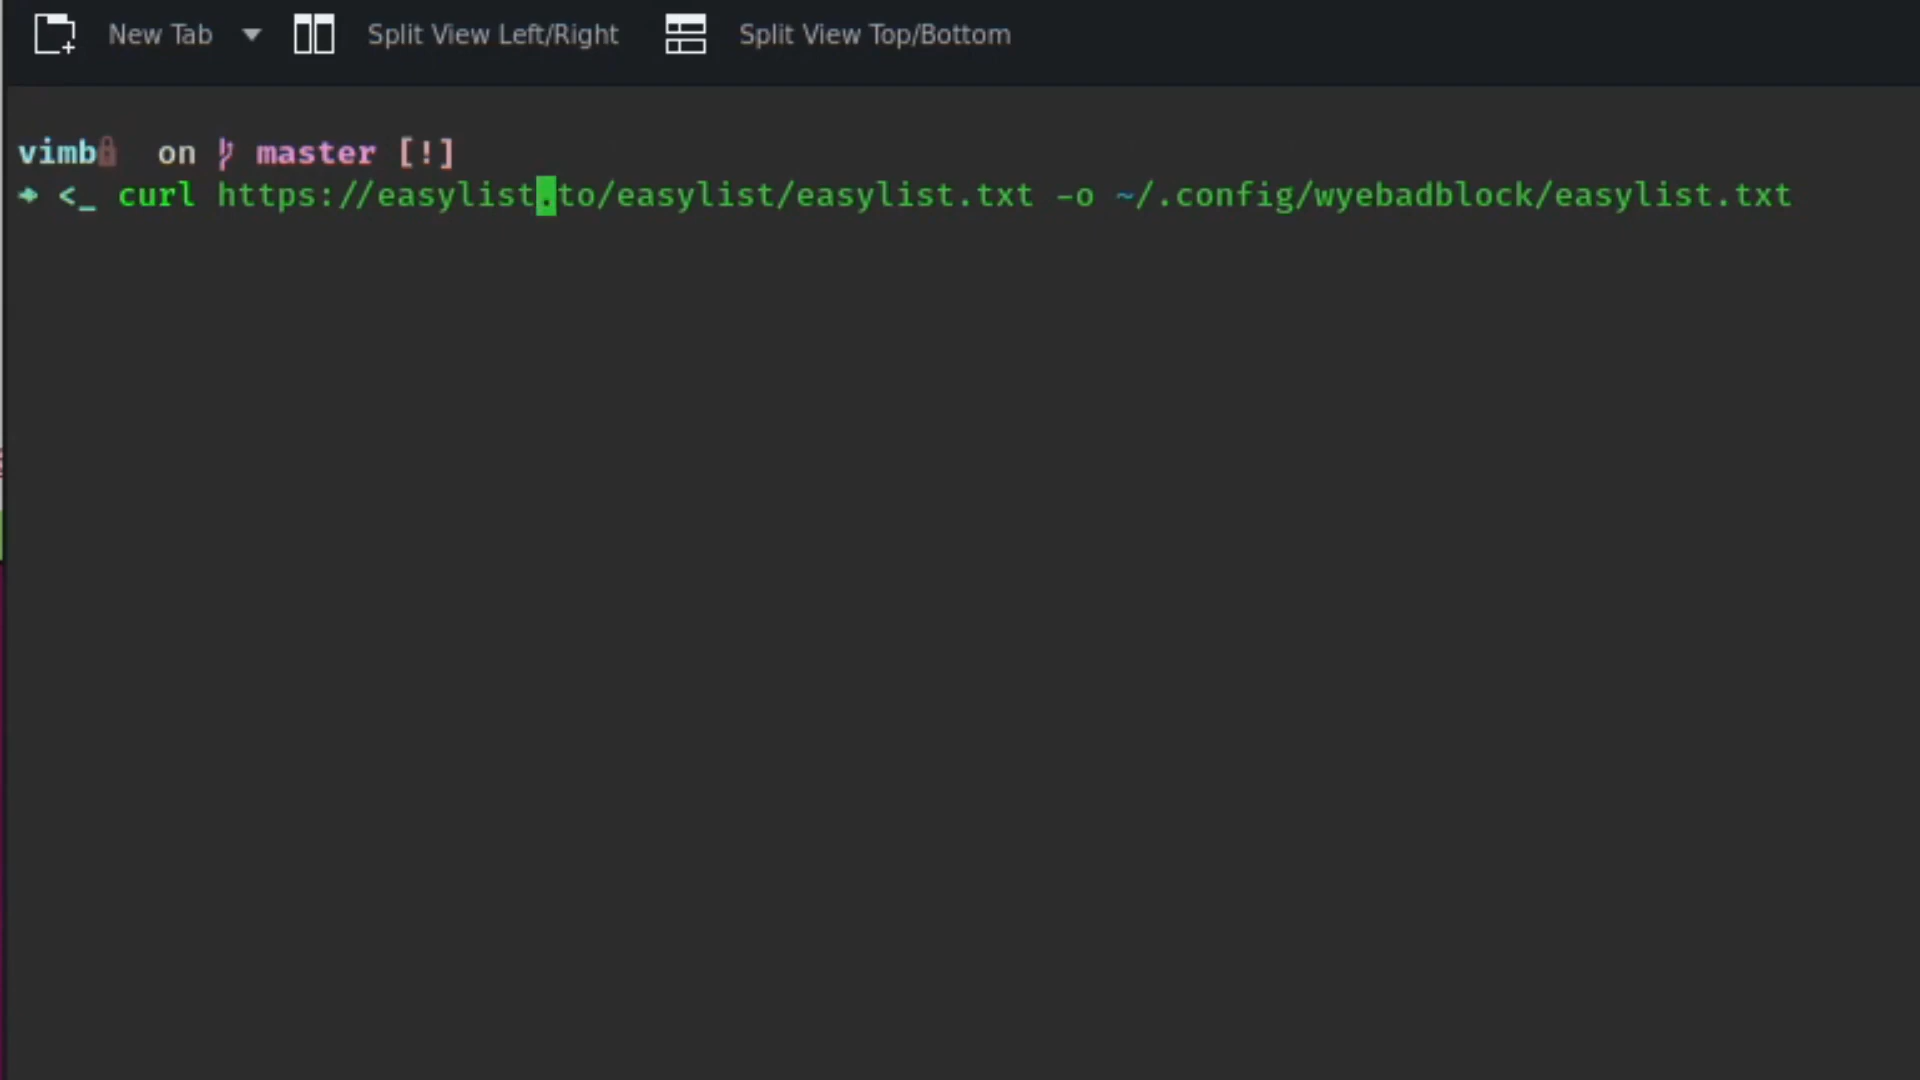 New Tab Split View Left/Right Split View Top/Bottom
vimb on master [!]
➜ <_ curl https://easylist.to/easylist/easylist.txt -o ~/.config/wyebadblock/easylist.txt